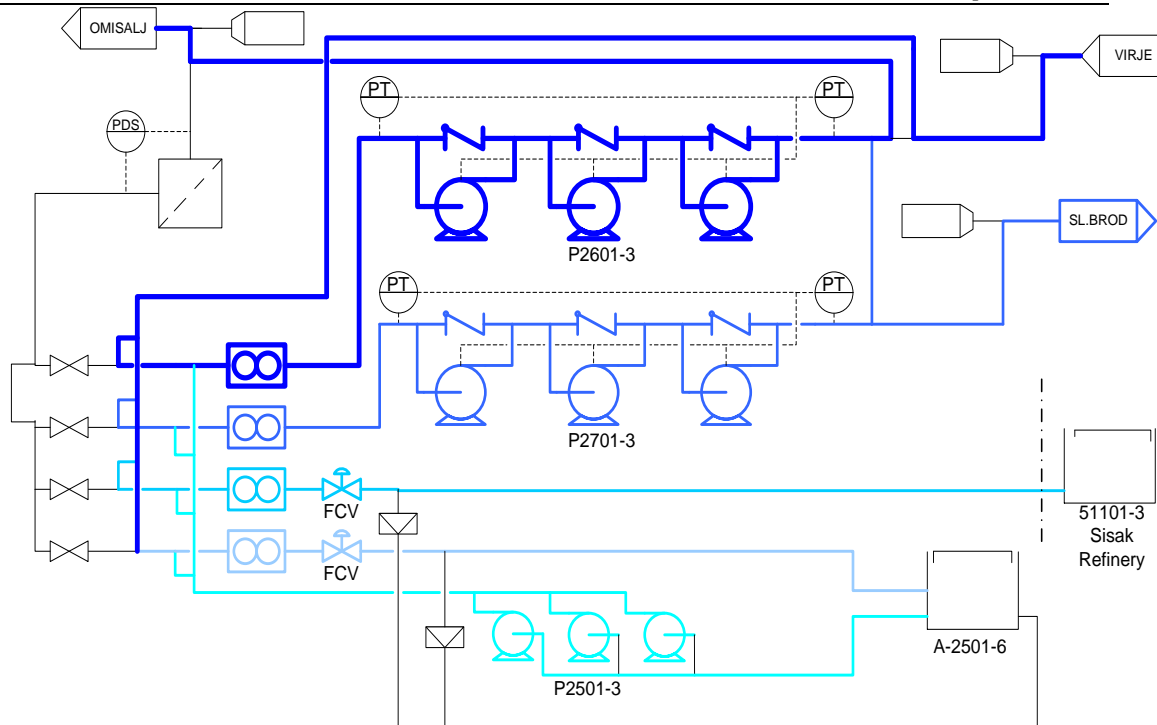 OMISALJ
VIRJE
PT
PT
PDS
P2601-3
SL.BROD
PT
PT
P2701-3
FCV
51101-3
Sisak
Refinery
FCV
A-2501-6
P2501-3